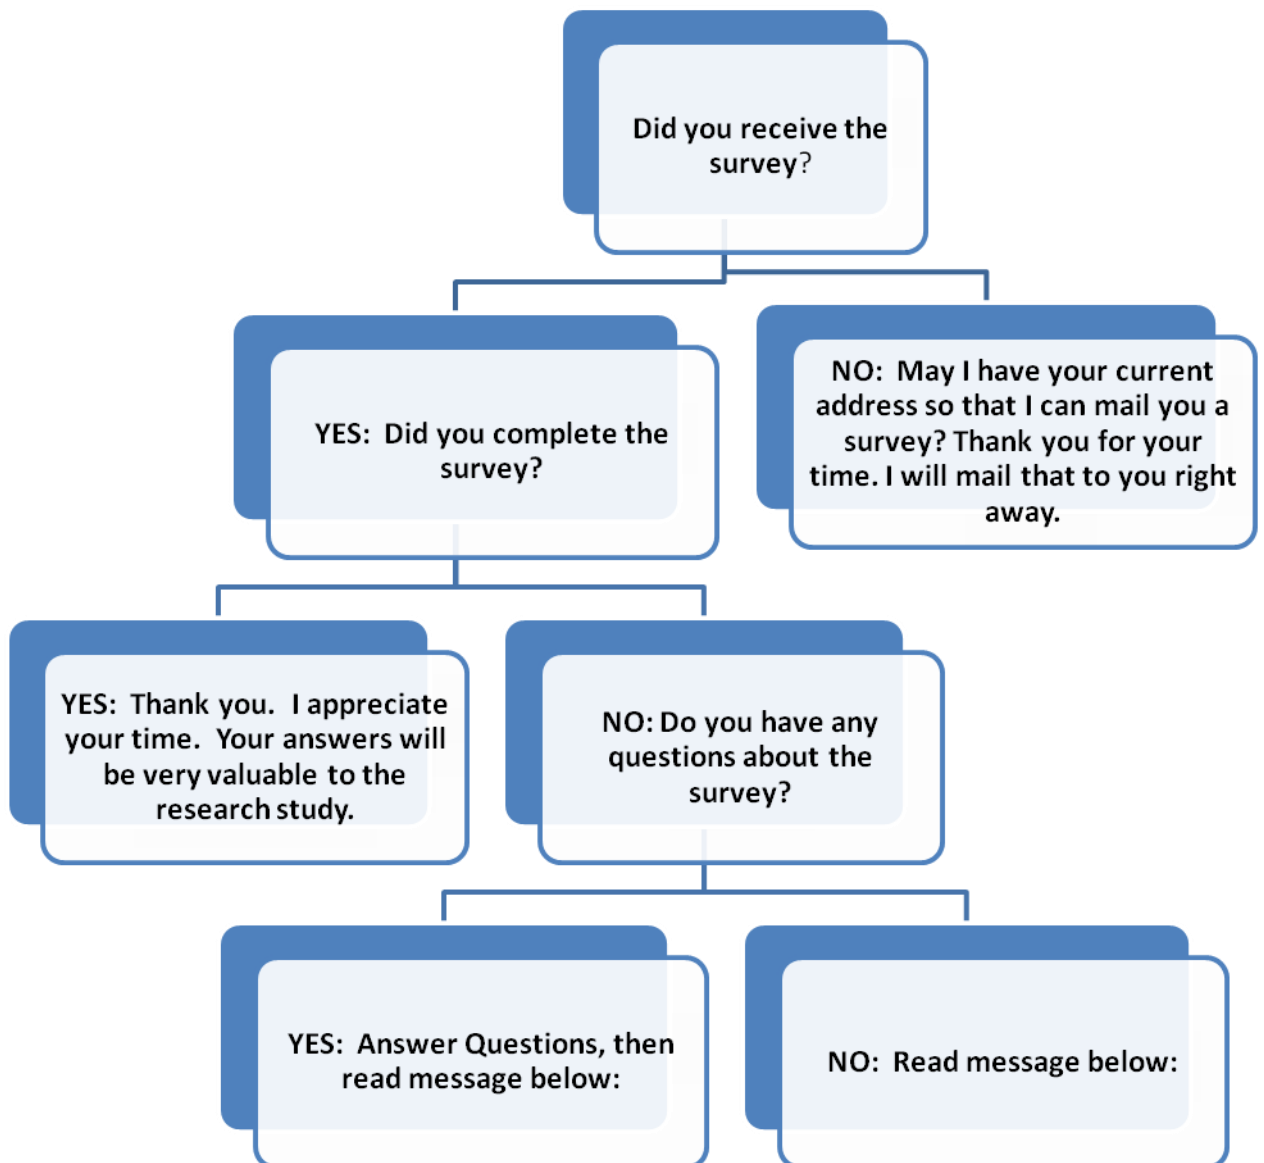 Did you receive the
survey?
YES:  Did you complete the
survey?
NO:  May I have your current
address so that I can mail you a
survey? Thank you for your
time. I will mail that to you right
away.
YES:  Thank you.  I appreciate
your time.  Your answers will
be very valuable to the
research study.
NO: Do you have any
questions about the
survey?
YES:  Answer Questions, then
read message below:
NO:  Read message below: